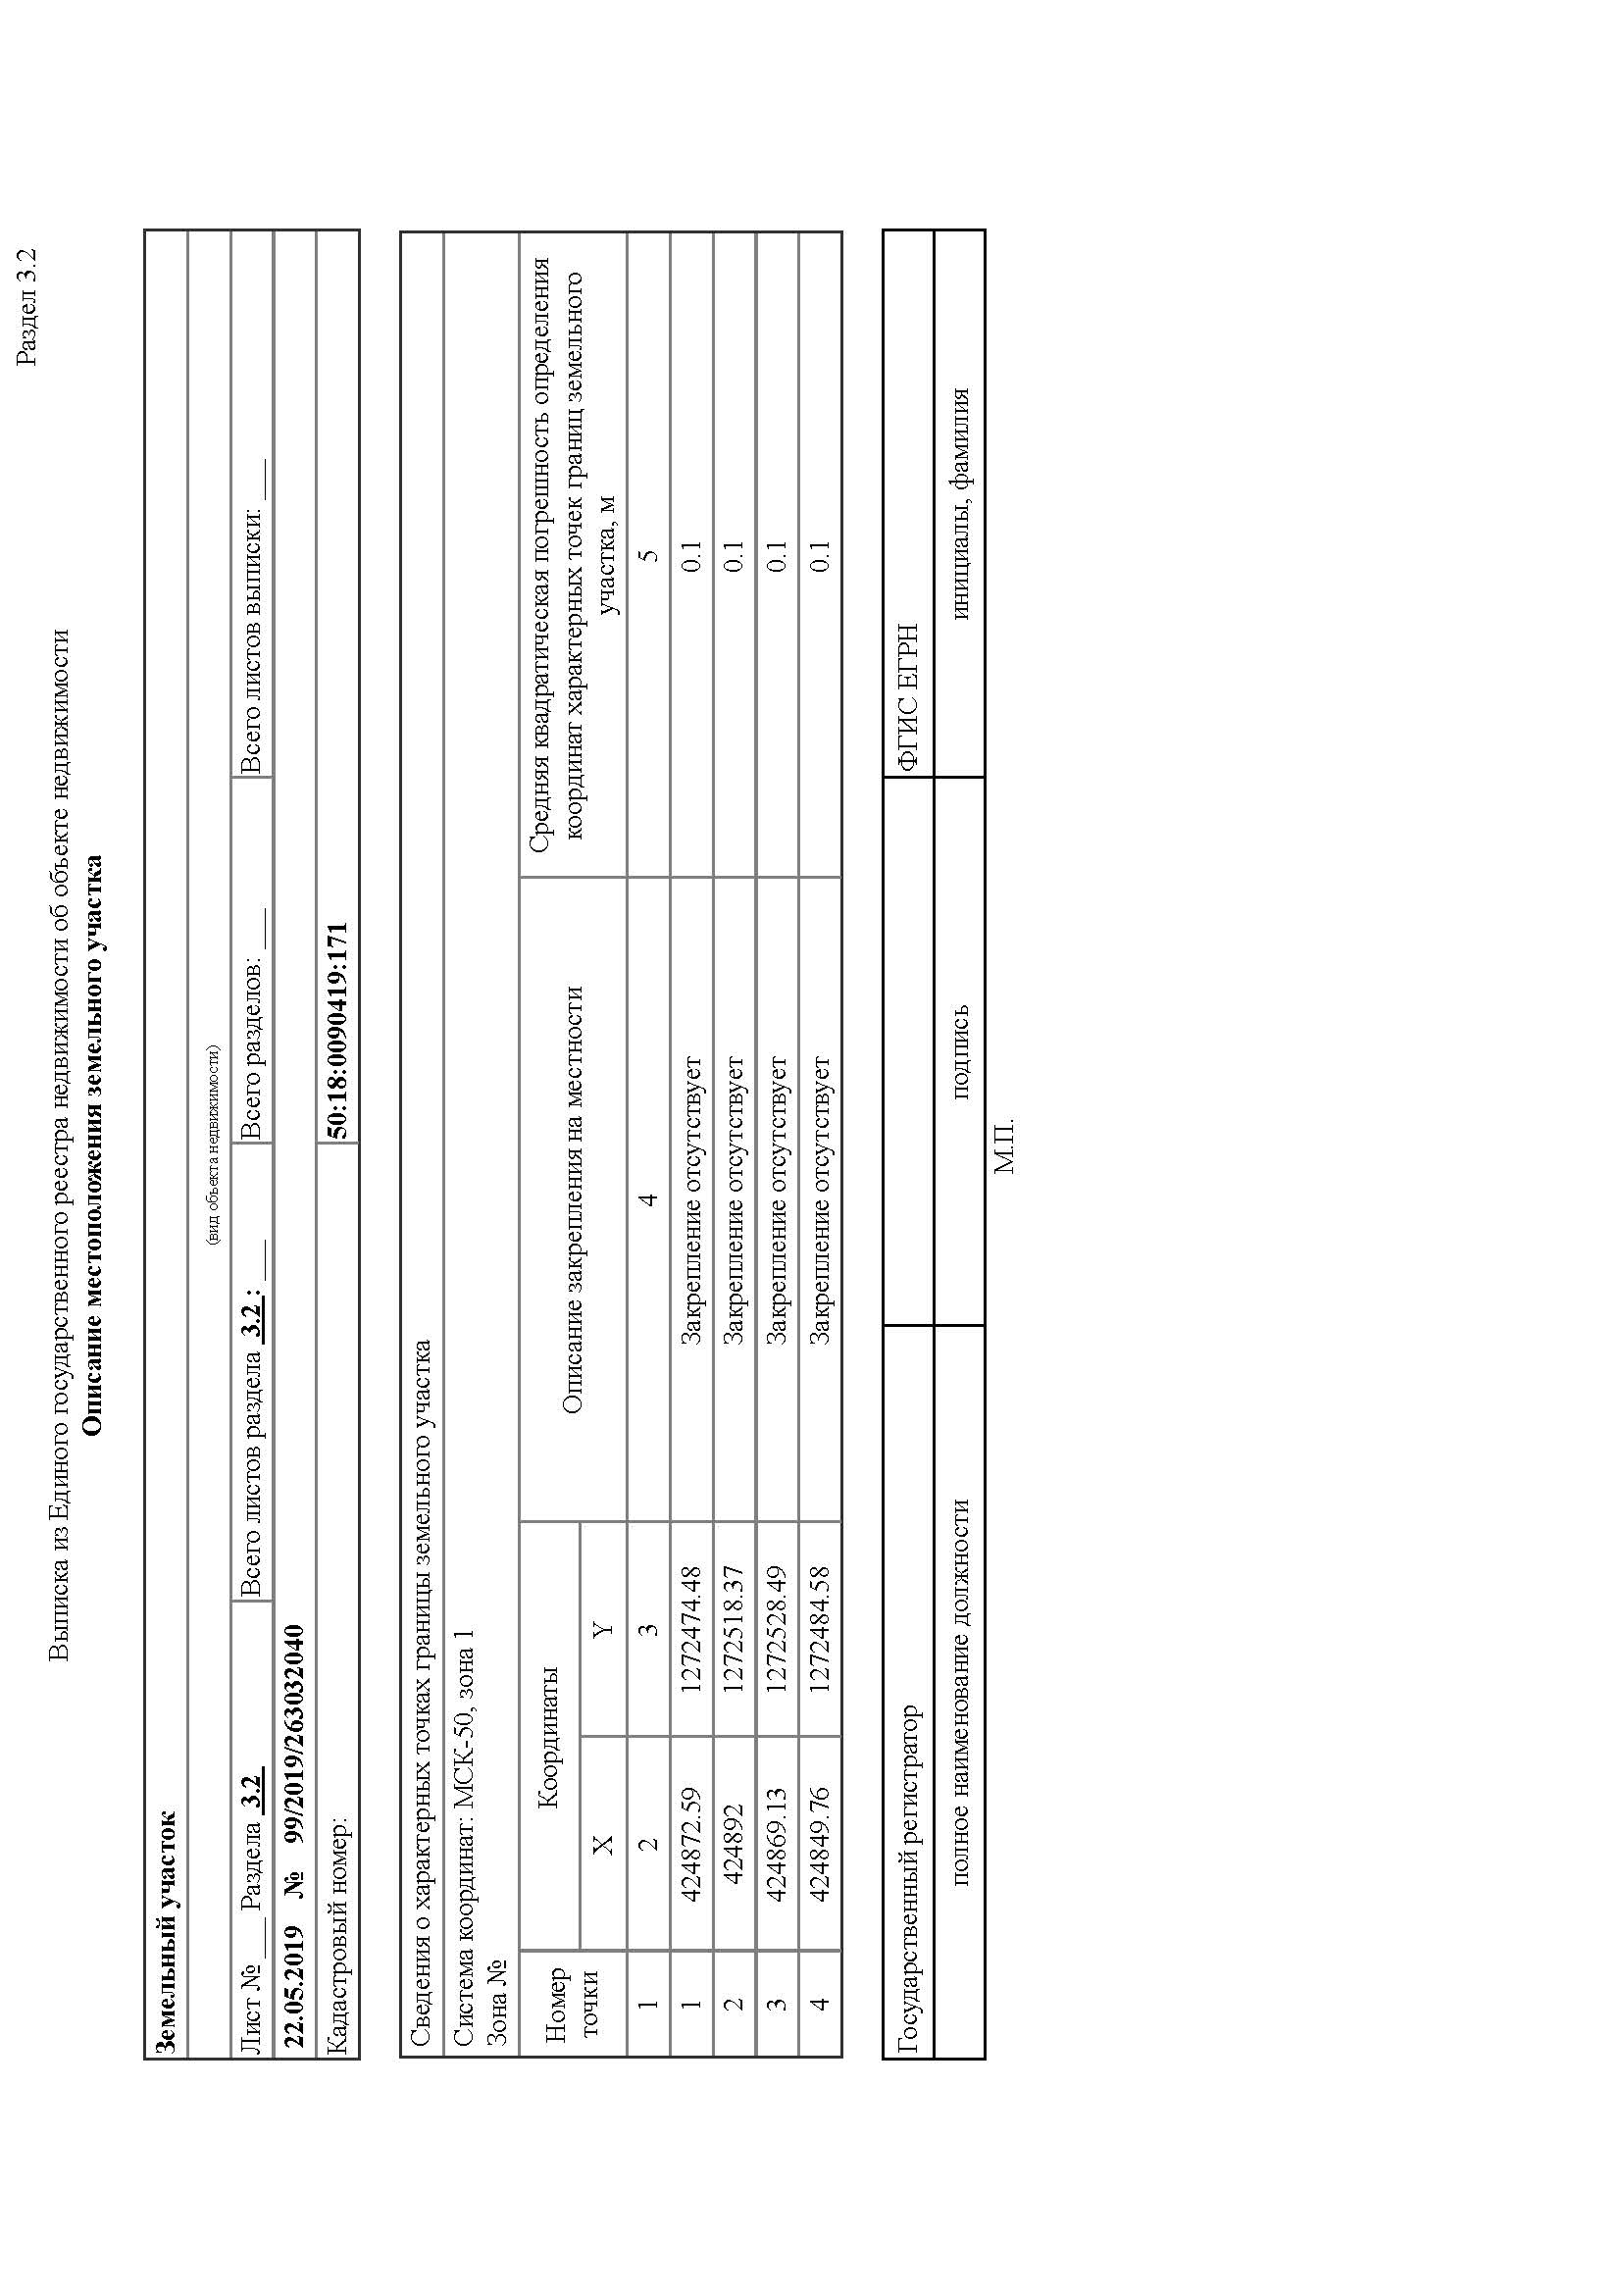 Раздел 3.2
Выписка из Единого государственного реестра недвижимости об объекте недвижимости
Описание местоположения земельного участка
Земельный участок
(вид объекта недвижимости)
Лист № ___ Раздела 3.2 Всего листов раздела 3.2 : ___ Всего разделов: ___ Всего листов выписки: ___
22.05.2019 № 99/2019/263032040
Кадастровый номер: 50:18:0090419:171
Сведения о характерных точках границы земельного участка
Система координат: МСК-50, зона 1
Зона №
Номер точки Координаты Описание закрепления на местности Средняя квадратическая погрешность определения
координат характерных точек границ земельного
участка, м
X Y
1 2 3 4 5
1 424872.59 1272474.48 Закрепление отсутствует 0.1
2 424892 1272518.37 Закрепление отсутствует 0.1
3 424869.13 1272528.49 Закрепление отсутствует 0.1
4 424849.76 1272484.58 Закрепление отсутствует 0.1
Государственный регистратор ФГИС ЕГРН
полное наименование должности подпись инициалы, фамилия
М.П.